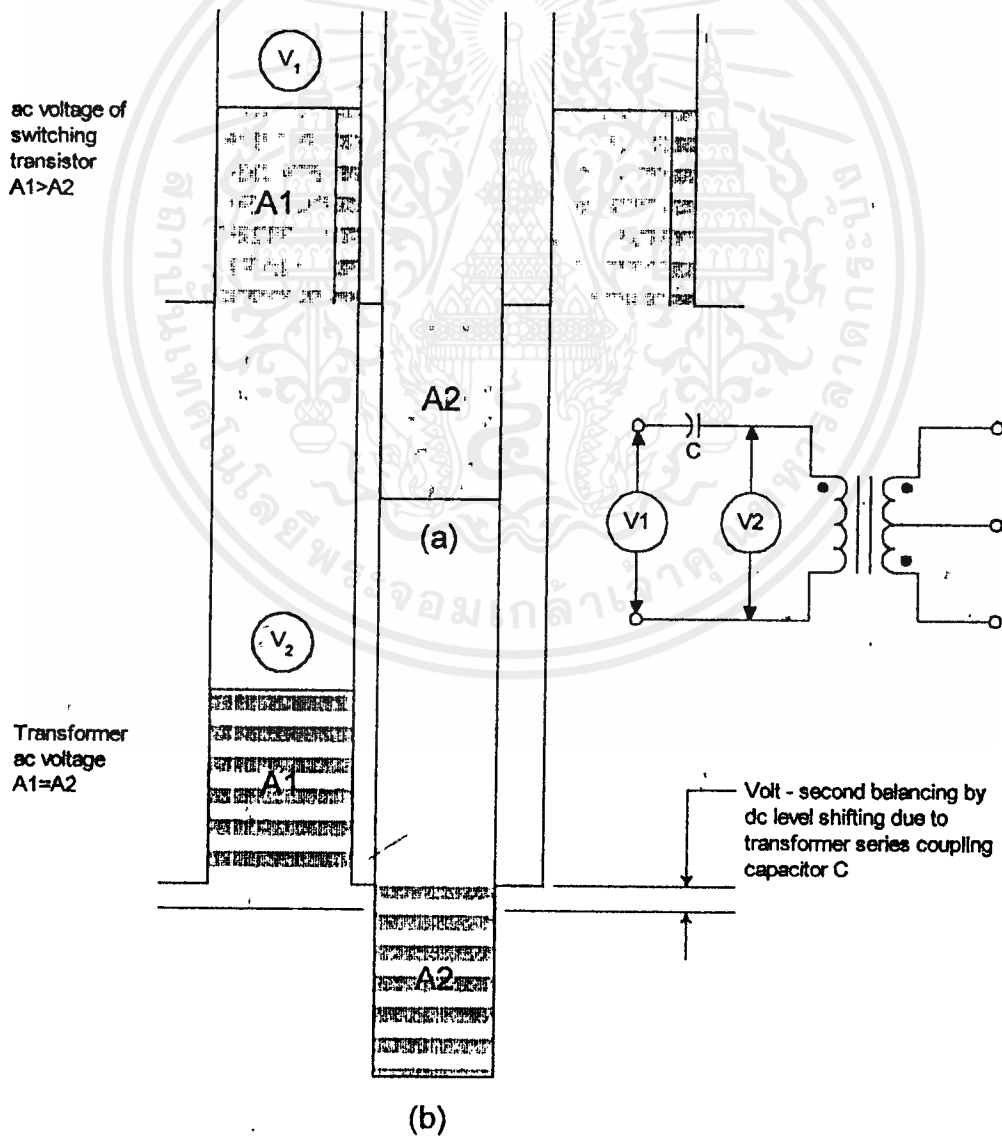 V1
ac voltage of
switching
transistor
A1>A2
A1
A2
(a)
C
V1
V2
V2
Transformer
ac voltage
A1=A2
A1
Volt - second balancing by
dc level shifting due to
transformer series coupling
capacitor C
A2
(b)